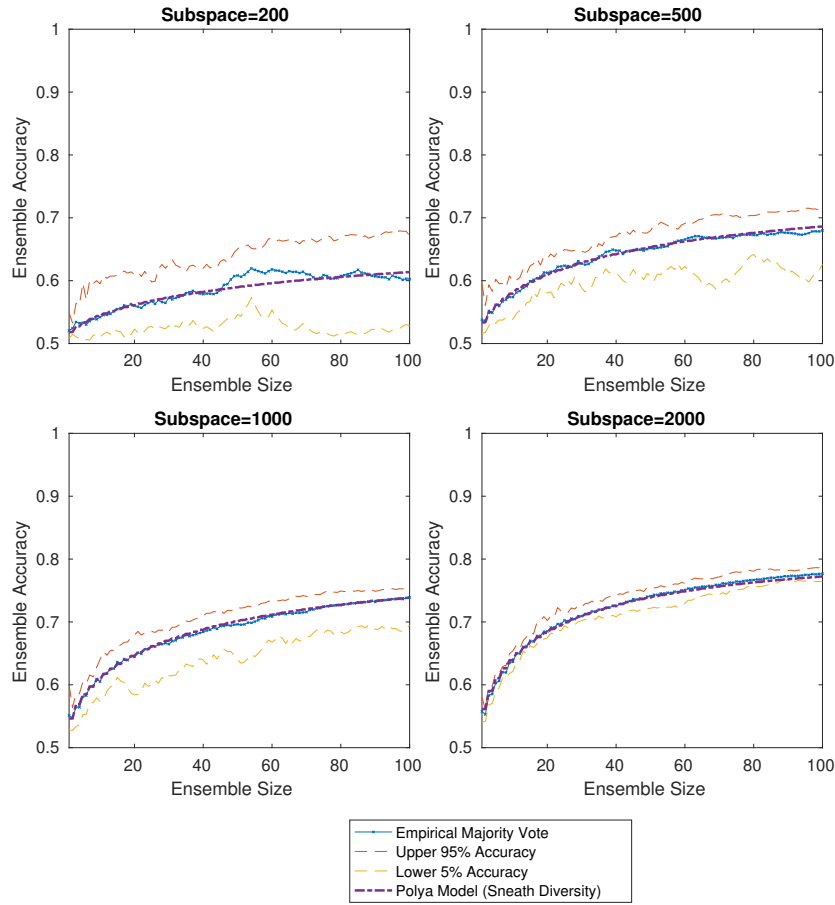 Subspace=200
1
0.9
0.8
0.7
0.6
0.5
Ensemble Accuracy
20 40 60 80 100
Ensemble Size
Subspace=500
1
0.9
0.8
0.7
0.6
0.5
Ensemble Accuracy
20 40 60 80 100
Ensemble Size
Subspace=1000
1
0.9
0.8
0.7
0.6
0.5
Ensemble Accuracy
20 40 60 80 100
Ensemble Size
Subspace=2000
1
0.9
0.8
0.7
0.6
0.5
Ensemble Accuracy
20 40 60 80 100
Ensemble Size
Empirical Majority Vote
Upper 95% Accuracy
Lower 5% Accuracy
Polya Model (Sneath Diversity)